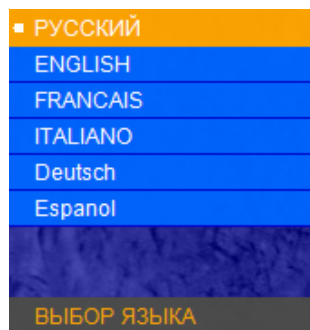 РУССКИЙ
ENGLISH
FRANCAIS
ITALIANO
Deutsch
Espanol
ВЫБОР ЯЗЫКА